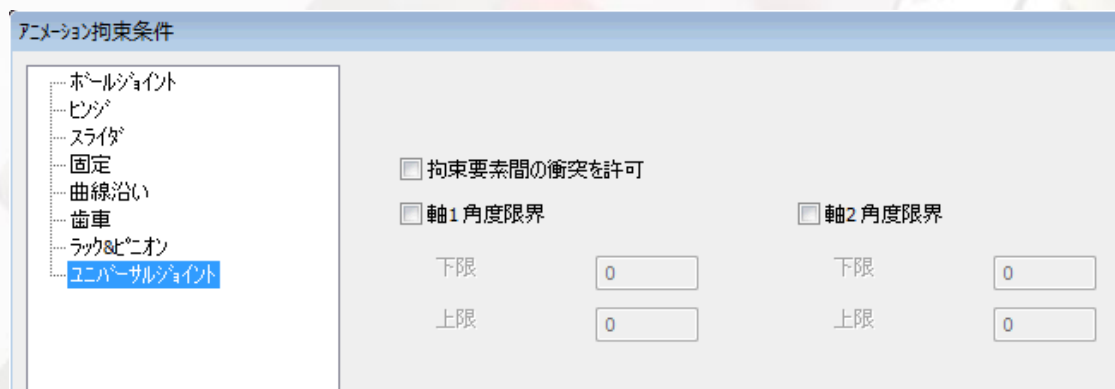 ｱﾆﾒｰｼｮﾝ拘束条件
ﾎﾞｰﾙｼﾞｮｲﾝﾄ
ﾋﾝｼﾞ
ｽﾗｲﾀﾞ
固定
曲線沿い
歯車
ﾗｯｸ&ﾋﾟﾆｵﾝ
ﾕﾆﾊﾞｰｻﾙｼﾞｮｲﾝﾄ
拘束要素間の衝突を許可
軸1 角度限界 軸2 角度限界
下限 0 下限 0
上限 0 上限 0